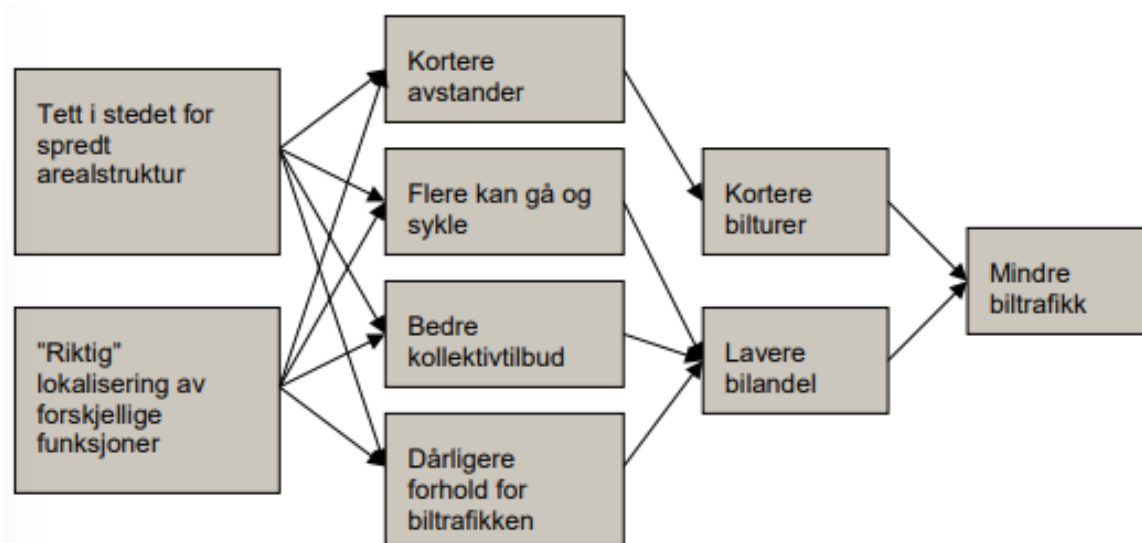 Tett i stedet for
spredt
arealstruktur
"Riktig"
lokalisering av
forskjellige
funksjoner
Kortere
avstander
Flere kan gå og
sykle
Bedre
kollektivtilbud
Dårligere
forhold for
biltrafikken
Kortere
bilturer
Lavere
bilandel
Mindre
biltrafikk